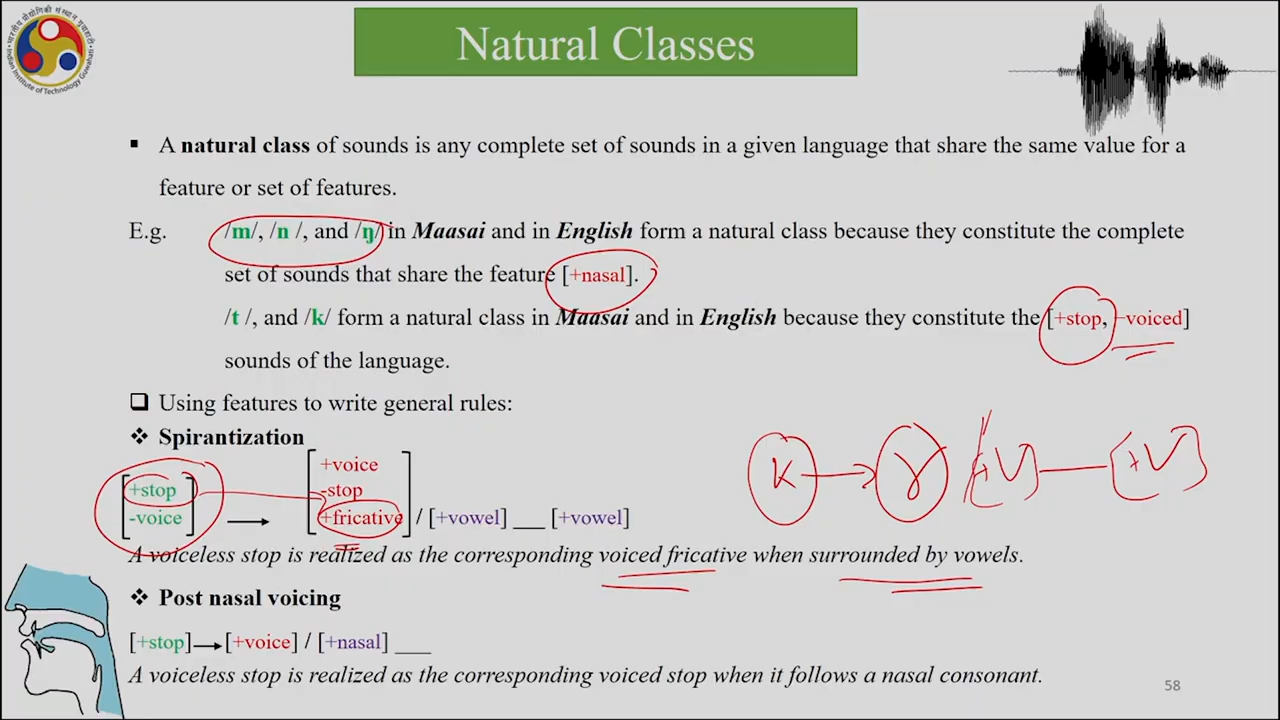 Natural Classes
▪ A natural class of sounds is any complete set of sounds in a given language that share the same value for a
feature or set of features.
E.g. /m/, /n /, and /ŋ/ in Maasai and in English form a natural class because they constitute the complete
set of sounds that share the feature [+nasal].
/t /, and /k/ form a natural class in Maasai and in English because they constitute the [+stop, -voiced]
sounds of the language.
❑ Using features to write general rules:
❖ Spirantization
+voice
+stop
-stop
-voice
+fricative
/ [+vowel] ___ [+vowel]
K → γ / [+V] — [+V]
A voiceless stop is realized as the corresponding voiced fricative when surrounded by vowels.
❖ Post nasal voicing
[+stop] → [+voice] / [+nasal] ___
A voiceless stop is realized as the corresponding voiced stop when it follows a nasal consonant.
58
Indian Institute of Technology Guwahati